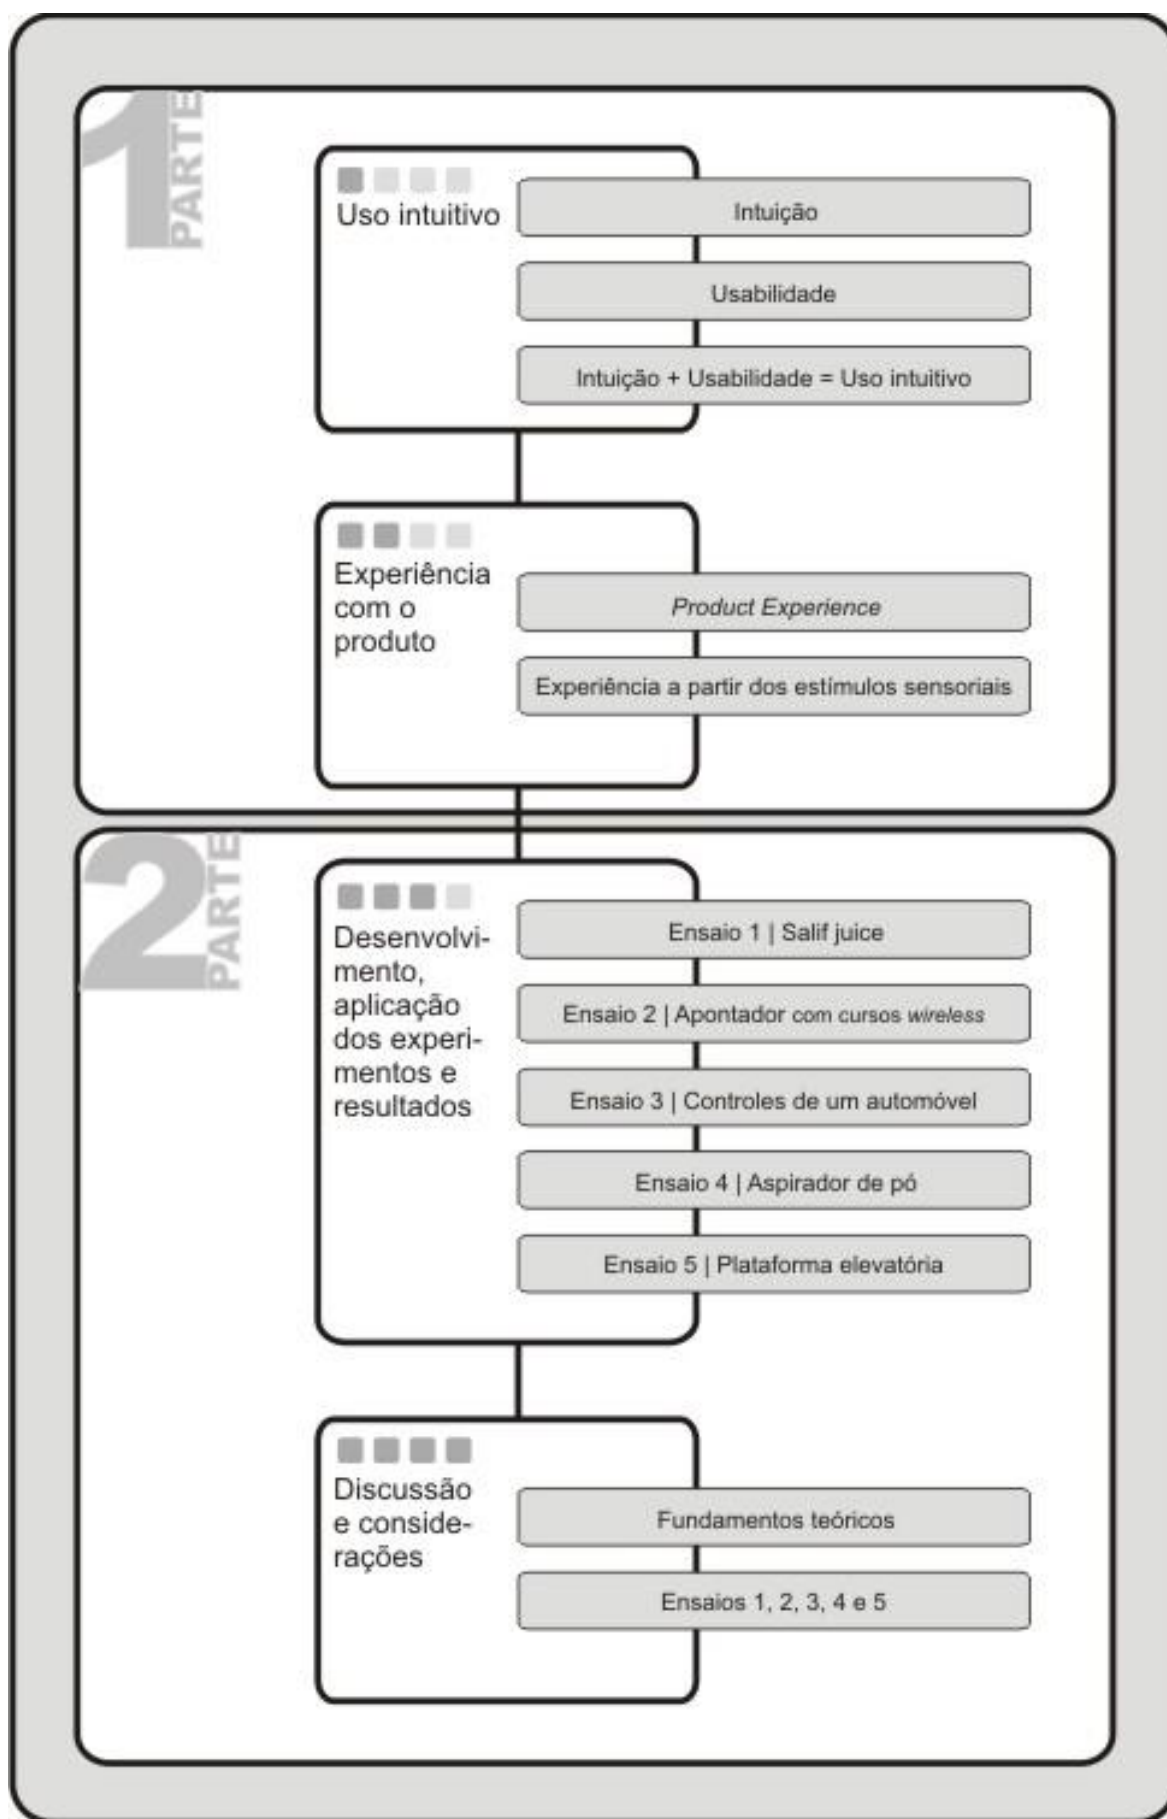 1 PARTE
Uso intuitivo
Intuição
Usabilidade
Intuição + Usabilidade = Uso intuitivo
Experiência
com o
produto
Product Experience
Experiência a partir dos estímulos sensoriais
2 PARTE
Desenvolvi-
mento,
aplicação
dos experi-
mentos e
resultados
Ensaio 1 | Salif juice
Ensaio 2 | Apontador com cursos wireless
Ensaio 3 | Controles de um automóvel
Ensaio 4 | Aspirador de pó
Ensaio 5 | Plataforma elevatória
Discussão
e conside-
rações
Fundamentos teóricos
Ensaios 1, 2, 3, 4 e 5